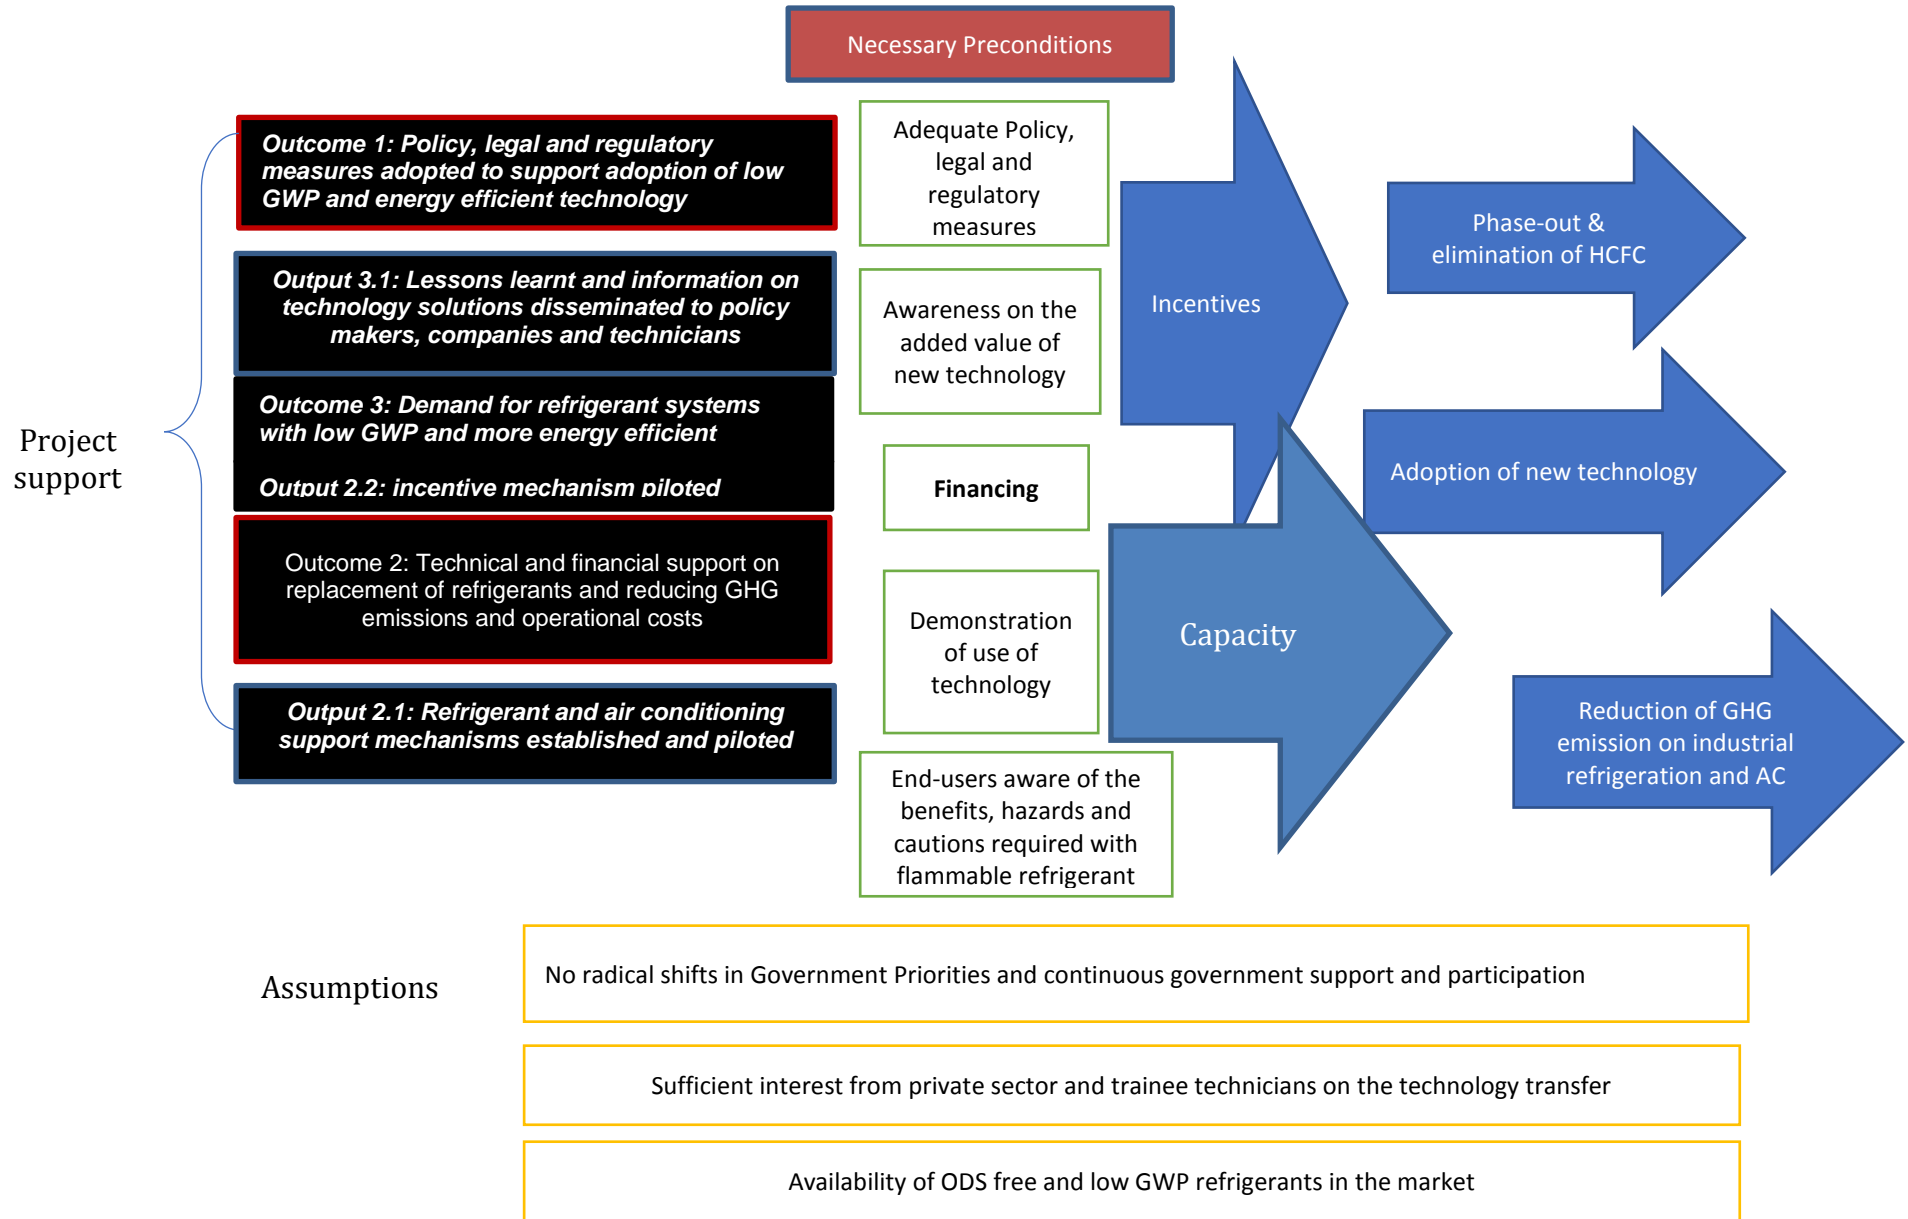 Necessary Preconditions
Project
support
Outcome 1: Policy, legal and regulatory
measures adopted to support adoption of low
GWP and energy efficient technology
Output 3.1: Lessons learnt and information on
technology solutions disseminated to policy
makers, companies and technicians
Outcome 3: Demand for refrigerant systems
with low GWP and more energy efficient
Output 2.2: incentive mechanism piloted
Outcome 2: Technical and financial support on
replacement of refrigerants and reducing GHG
emissions and operational costs
Output 2.1: Refrigerant and air conditioning
support mechanisms established and piloted
Adequate Policy,
legal and
regulatory
measures
Awareness on the
added value of
new technology
Financing
Demonstration
of use of
technology
End-users aware of the
benefits, hazards and
cautions required with
flammable refrigerant
Incentives
Capacity
Phase-out &
elimination of HCFC
Adoption of new technology
Reduction of GHG
emission on industrial
refrigeration and AC
Assumptions
No radical shifts in Government Priorities and continuous government support and participation
Sufficient interest from private sector and trainee technicians on the technology transfer
Availability of ODS free and low GWP refrigerants in the market